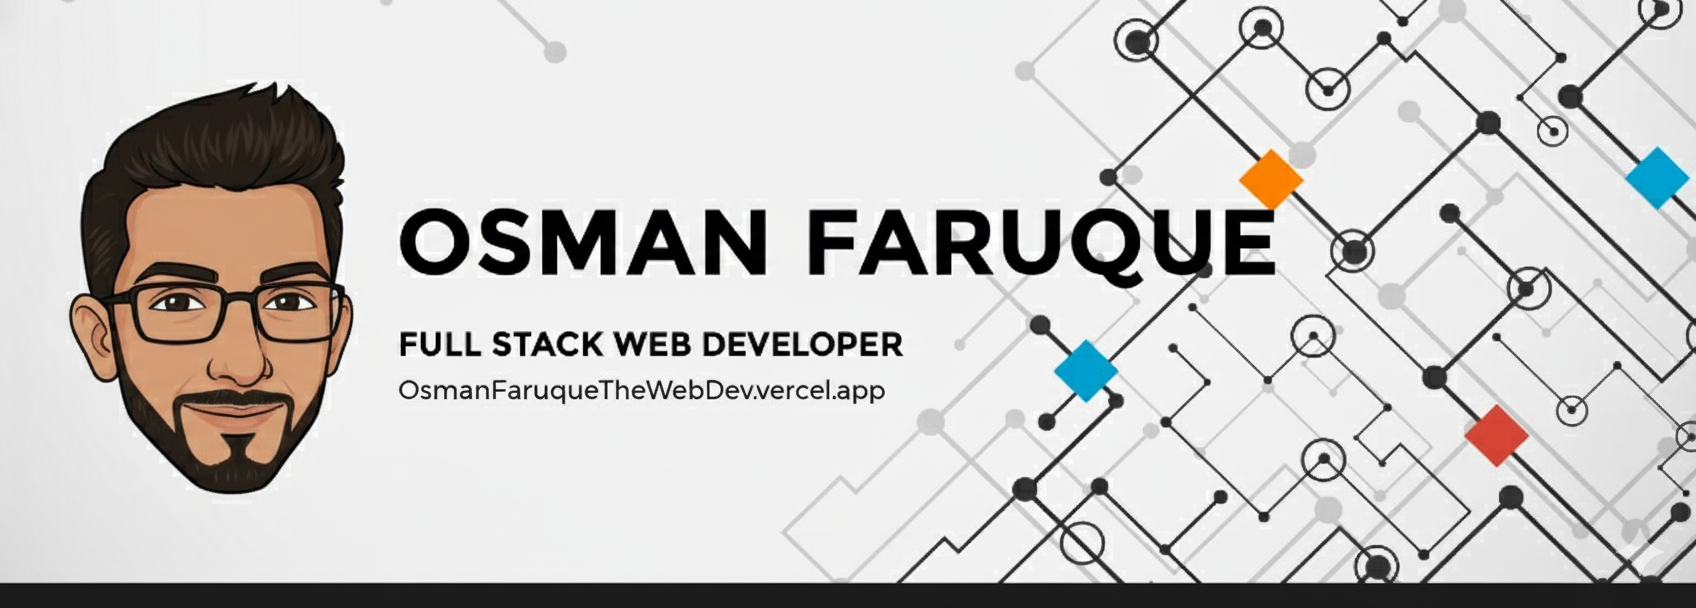 OSMAN FARUQUE
FULL STACK WEB DEVELOPER
OsmanFaruqueTheWebDev.vercel.app